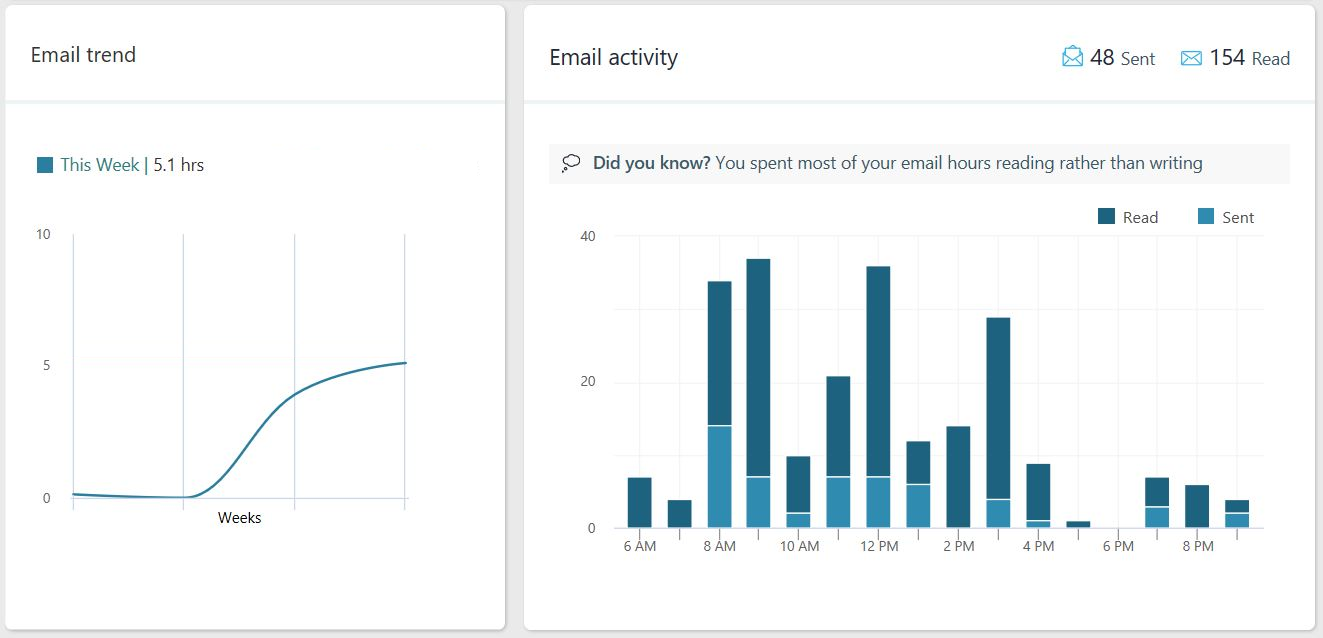 Email trend
This Week | 5.1 hrs
10
5
0
Weeks
Email activity
48 Sent
154 Read
Did you know? You spent most of your email hours reading rather than writing
Read
Sent
40
20
0
6 AM
8 AM
10 AM
12 PM
2 PM
4 PM
6 PM
8 PM